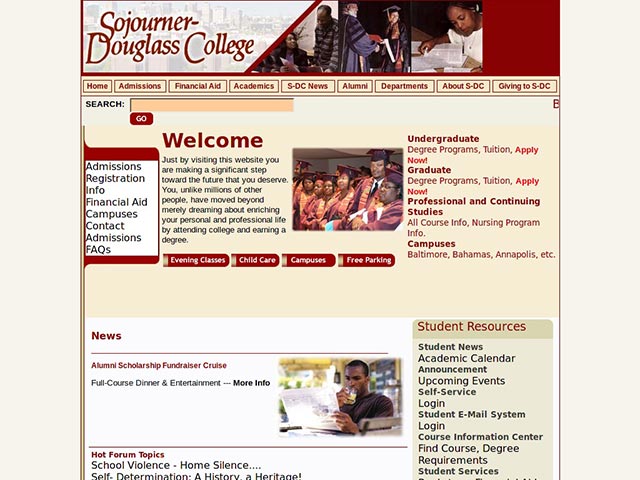 Sojourner-
Douglass College
Home
Admissions
Financial Aid
Academics
S-DC News
Alumni
Departments
About S-DC
Giving to S-DC
SEARCH:
B
GO
Admissions
Registration
Info
Financial Aid
Campuses
Contact
Admissions
FAQs
Welcome
Just by visiting this website you
are making a significant step
toward the future that you deserve.
You, unlike millions of other
people, have moved beyond
merely dreaming about enriching
your personal and professional life
by attending college and earning a
degree.
Evening Classes
Child Care
Campuses
Free Parking
Undergraduate
Degree Programs, Tuition, Apply
Now!
Graduate
Degree Programs, Tuition, Apply
Now!
Professional and Continuing
Studies
All Course Info, Nursing Program
Info.
Campuses
Baltimore, Bahamas, Annapolis, etc.
News
Alumni Scholarship Fundraiser Cruise
Full-Course Dinner & Entertainment --- More Info
Hot Forum Topics
School Violence - Home Silence....
Self- Determination: A History, a Heritage!
Student Resources
Student News
Academic Calendar
Announcement
Upcoming Events
Self-Service
Login
Student E-Mail System
Login
Course Information Center
Find Course, Degree
Requirements
Student Services